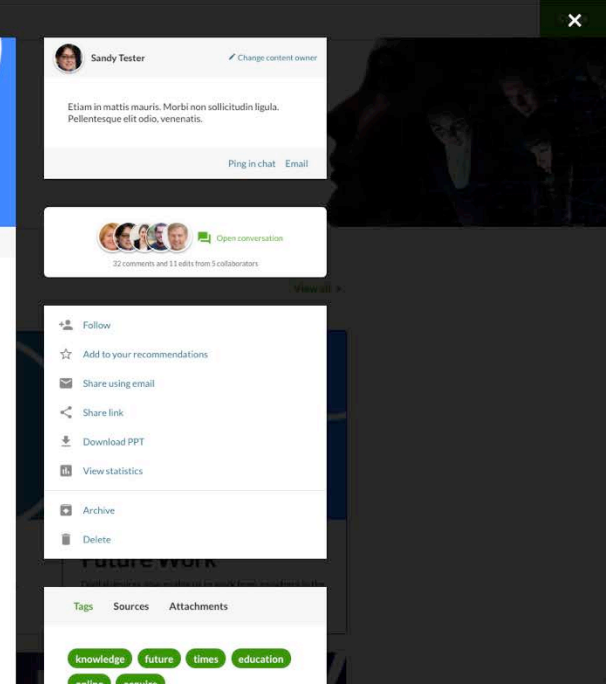 Sandy Tester
Change content owner
Etiam in mattis mauris. Morbi non sollicitudin ligula.
Pellentesque elit odio, venenatis.
Ping in chat Email
Open conversation
32 comments and 11 edits from 5 collaborators
View all >
Follow
Add to your recommendations
Share using email
Share link
Download PPT
View statistics
Archive
Delete
Future Work
Tags Sources Attachments
knowledge future times education
online